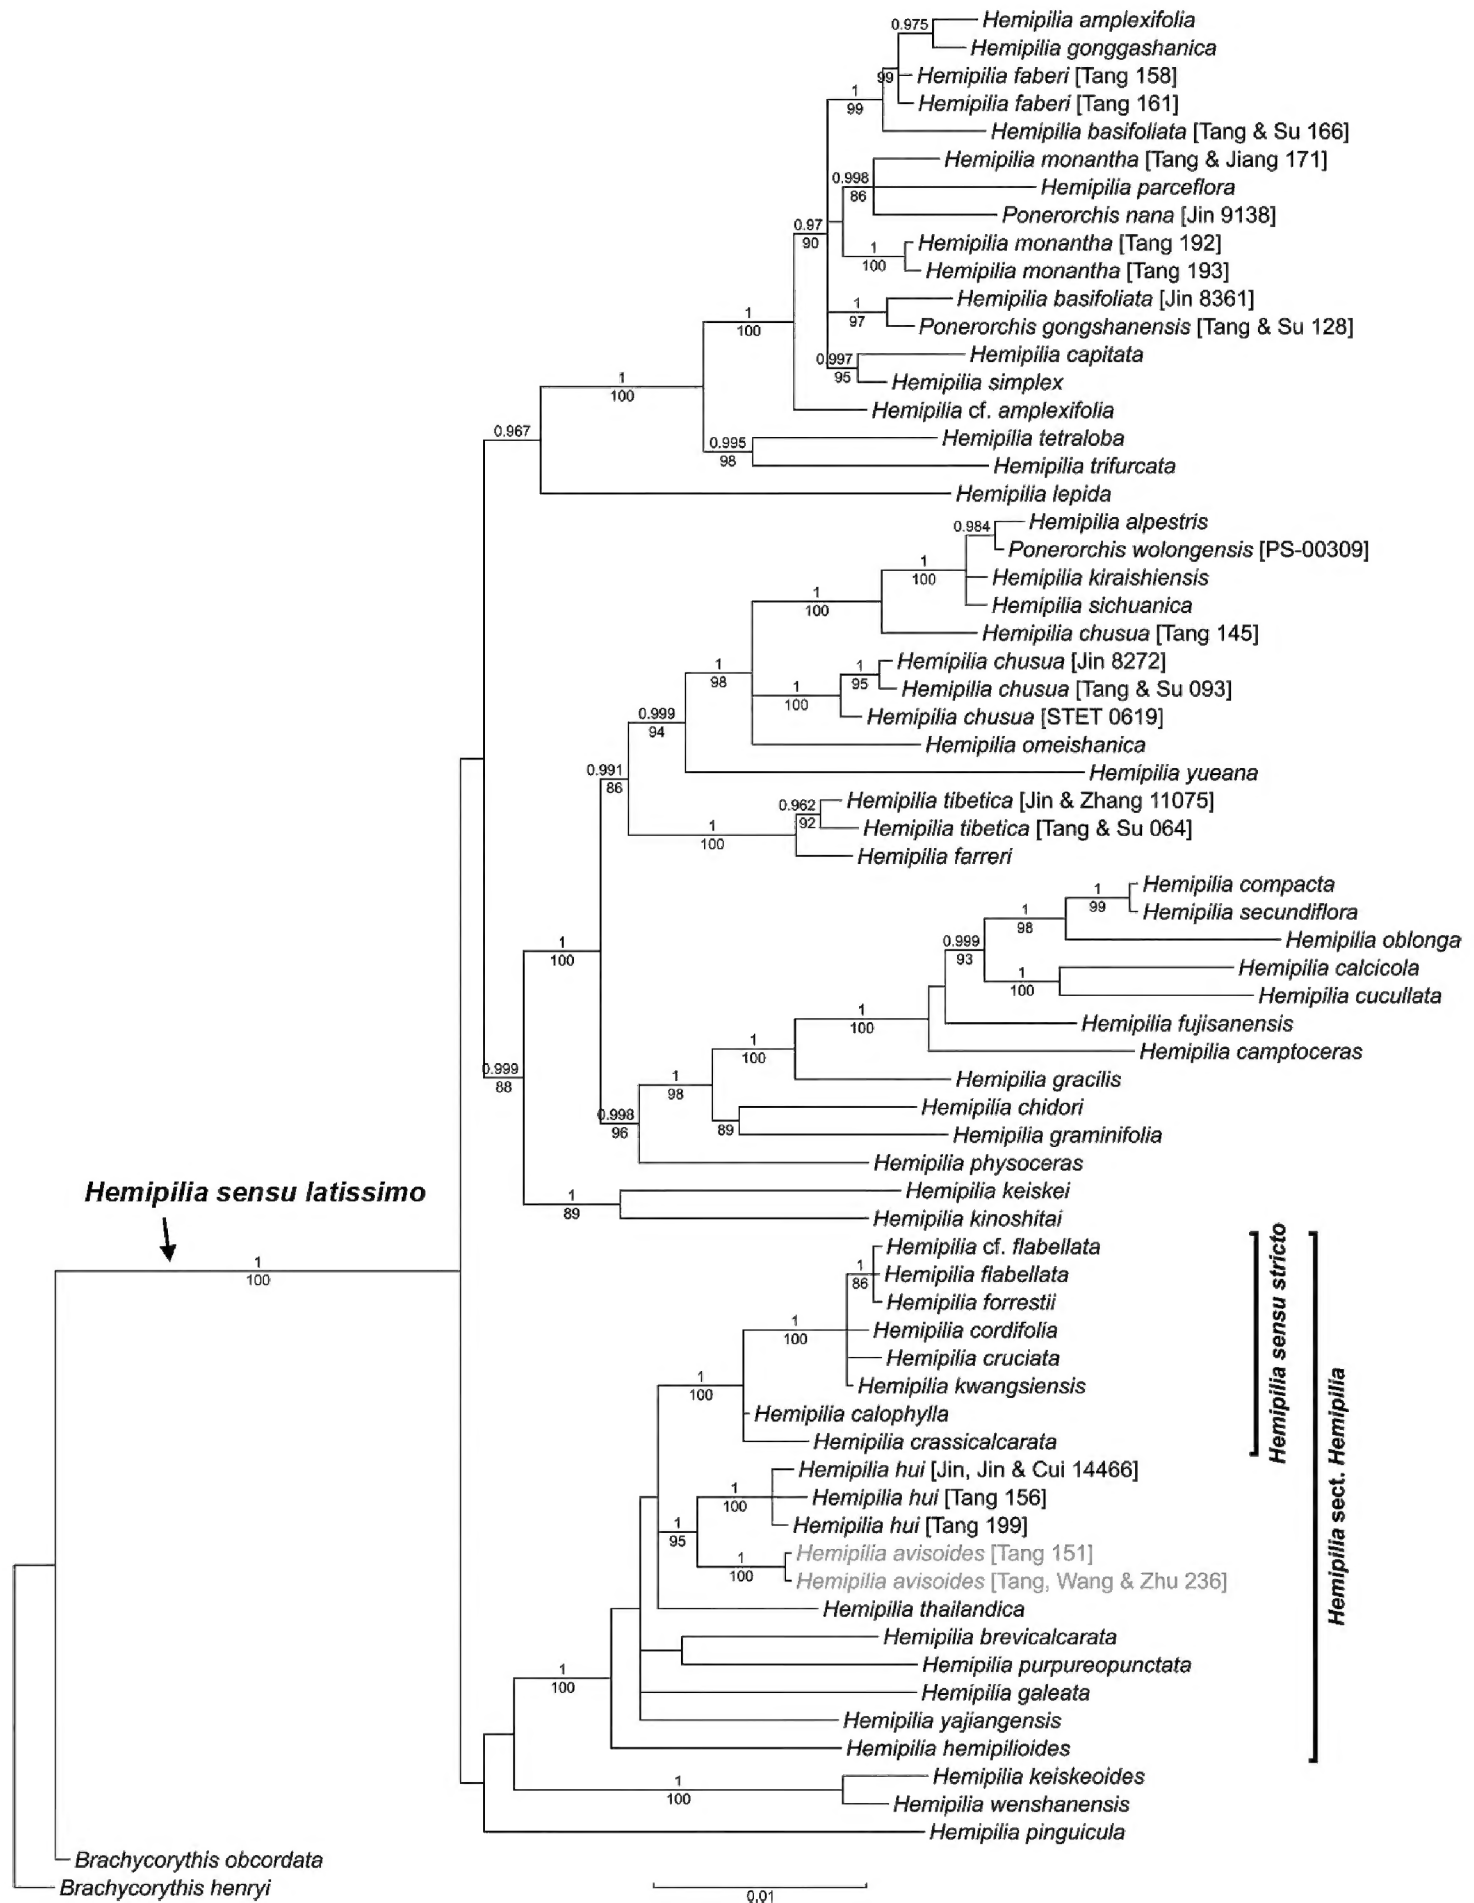 0.975
Hemipilia amplexifolia
Hemipilia gonggashanica
99
Hemipilia faberi [Tang 158]
1
99
Hemipilia faberi [Tang 161]
Hemipilia basifoliata [Tang & Su 166]
Hemipilia monantha [Tang & Jiang 171]
0.998
86
Hemipilia parceflora
Ponerorchis nana [Jin 9138]
0.97
90
Hemipilia monantha [Tang 192]
1
100
Hemipilia monantha [Tang 193]
Hemipilia basifoliata [Jin 8361]
1
97
Ponerorchis gongshanensis [Tang & Su 128]
1
100
Hemipilia capitata
0.997
95
Hemipilia simplex
1
100
Hemipilia cf. amplexifolia
0.967
Hemipilia tetraloba
0.995
98
Hemipilia trifurcata
Hemipilia lepida
Hemipilia alpestris
0.984
Ponerorchis wolongensis [PS-00309]
1
100
Hemipilia kiraishiensis
1
100
Hemipilia sichuanica
Hemipilia chusua [Tang 145]
Hemipilia chusua [Jin 8272]
1
95
1
98
Hemipilia chusua [Tang & Su 093]
1
100
Hemipilia chusua [STET 0619]
0.999
94
Hemipilia omeishanica
0.991
86
Hemipilia yueana
Hemipilia tibetica [Jin & Zhang 11075]
0.962
92
Hemipilia tibetica [Tang & Su 064]
1
100
Hemipilia farreri
Hemipilia compacta
1
99
Hemipilia secundiflora
1
98
Hemipilia oblonga
0.999
93
1
100
Hemipilia calcicola
1
100
Hemipilia cucullata
1
100
Hemipilia fujisanensis
Hemipilia camptoceras
1
100
Hemipilia gracilis
0.999
88
1
98
Hemipilia chidori
0.998
96
89
Hemipilia graminifolia
Hemipilia physoceras
Hemipilia sensu latissimo
Hemipilia keiskei
1
89
Hemipilia kinoshitai
Hemipilia cf. flabellata
1
100
1
86
Hemipilia flabellata
Hemipilia forrestii
1
100
Hemipilia cordifolia
Hemipilia cruciata
1
100
Hemipilia kwangsiensis
Hemipilia calophylla
Hemipilia crassicalcarata
Hemipilia sensu stricto
Hemipilia sect. Hemipilia
Hemipilia hui [Jin, Jin & Cui 14466]
1
100
Hemipilia hui [Tang 156]
1
95
Hemipilia hui [Tang 199]
Hemipilia avisoides [Tang 151]
1
100
Hemipilia avisoides [Tang, Wang & Zhu 236]
Hemipilia thailandica
Hemipilia brevicalcarata
Hemipilia purpureopunctata
1
100
Hemipilia galeata
Hemipilia yajiangensis
Hemipilia hemipilioides
Hemipilia keiskeoides
1
100
Hemipilia wenshanensis
Hemipilia pinguicula
Brachycorythis obcordata
Brachycorythis henryi
0.01